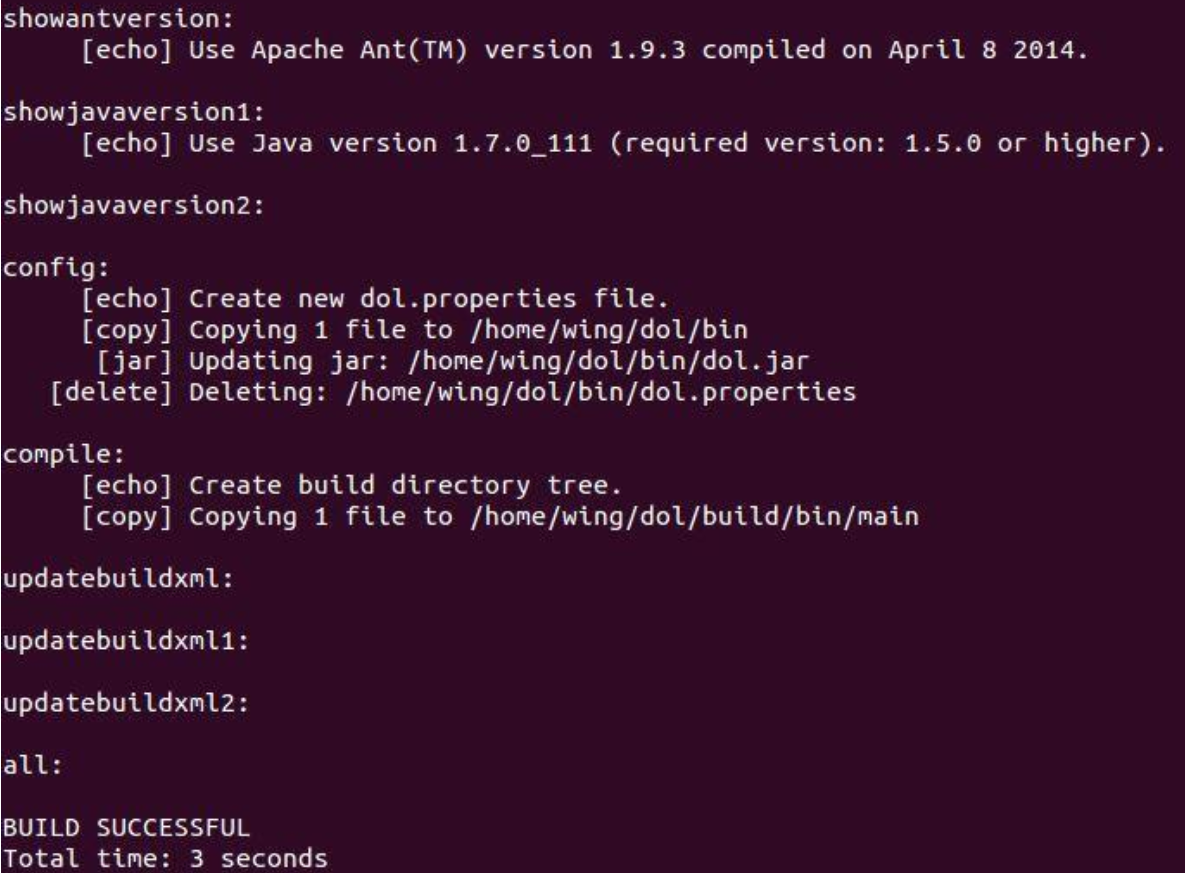 showantversion:
[echo] Use Apache Ant(TM) version 1.9.3 compiled on April 8 2014.
showjavaversion1:
[echo] Use Java version 1.7.0_111 (required version: 1.5.0 or higher).
showjavaversion2:
config:
[echo] Create new dol.properties file.
[copy] Copying 1 file to /home/wing/dol/bin
[jar] Updating jar: /home/wing/dol/bin/dol.jar
[delete] Deleting: /home/wing/dol/bin/dol.properties
compile:
[echo] Create build directory tree.
[copy] Copying 1 file to /home/wing/dol/build/bin/main
updatebuildxml:
updatebuildxml1:
updatebuildxml2:
all:
BUILD SUCCESSFUL
Total time: 3 seconds